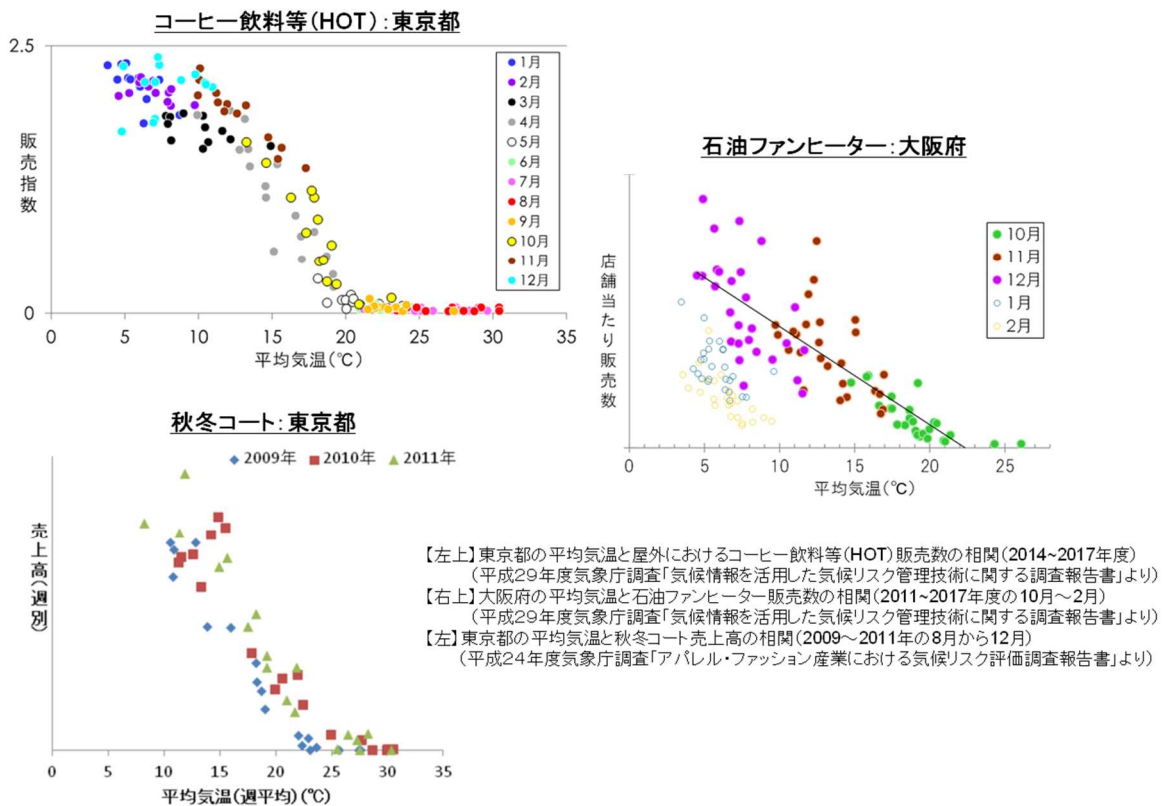 コーヒー飲料等(HOT):東京都
2.5
0
販売指数
0 5 10 15 20 25 30 35
平均気温(℃)
1月
2月
3月
4月
5月
6月
7月
8月
9月
10月
11月
12月
石油ファンヒーター:大阪府
店舗当たり販売数
10月
11月
12月
1月
2月
0 5 10 15 20 25
平均気温(℃)
秋冬コート:東京都
2009年 2010年 2011年
売上高(週別)
0 5 10 15 20 25 30 35
平均気温(週平均)(℃)
【左上】東京都の平均気温と屋外におけるコーヒー飲料等(HOT)販売数の相関(2014~2017年度)
(平成29年度気象庁調査「気候情報を活用した気候リスク管理技術に関する調査報告書」より)
【右上】大阪府の平均気温と石油ファンヒーター販売数の相関(2011~2017年度の10月~2月)
(平成29年度気象庁調査「気候情報を活用した気候リスク管理技術に関する調査報告書」より)
【左】東京都の平均気温と秋冬コート売上高の相関(2009~2011年の8月から12月)
(平成24年度気象庁調査「アパレル・ファッション産業における気候リスク評価調査報告書」より)